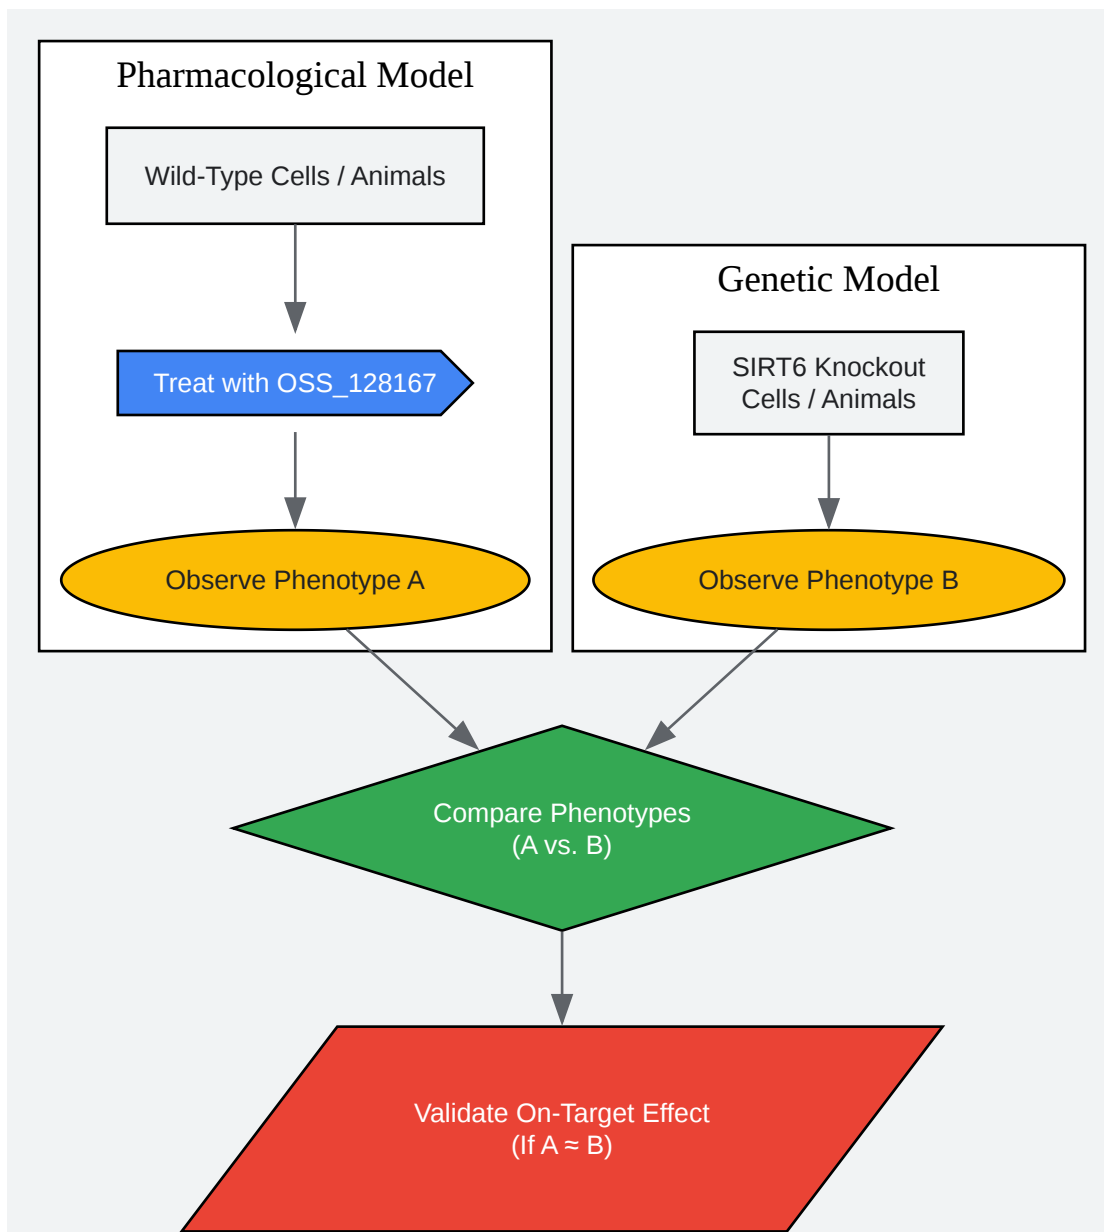 Pharmacological Model
Wild-Type Cells / Animals
Treat with OSS_128167
Observe Phenotype A
Genetic Model
SIRT6 Knockout
Cells / Animals
Observe Phenotype B
Compare Phenotypes
(A vs. B)
Validate On-Target Effect
(If A ≈ B)